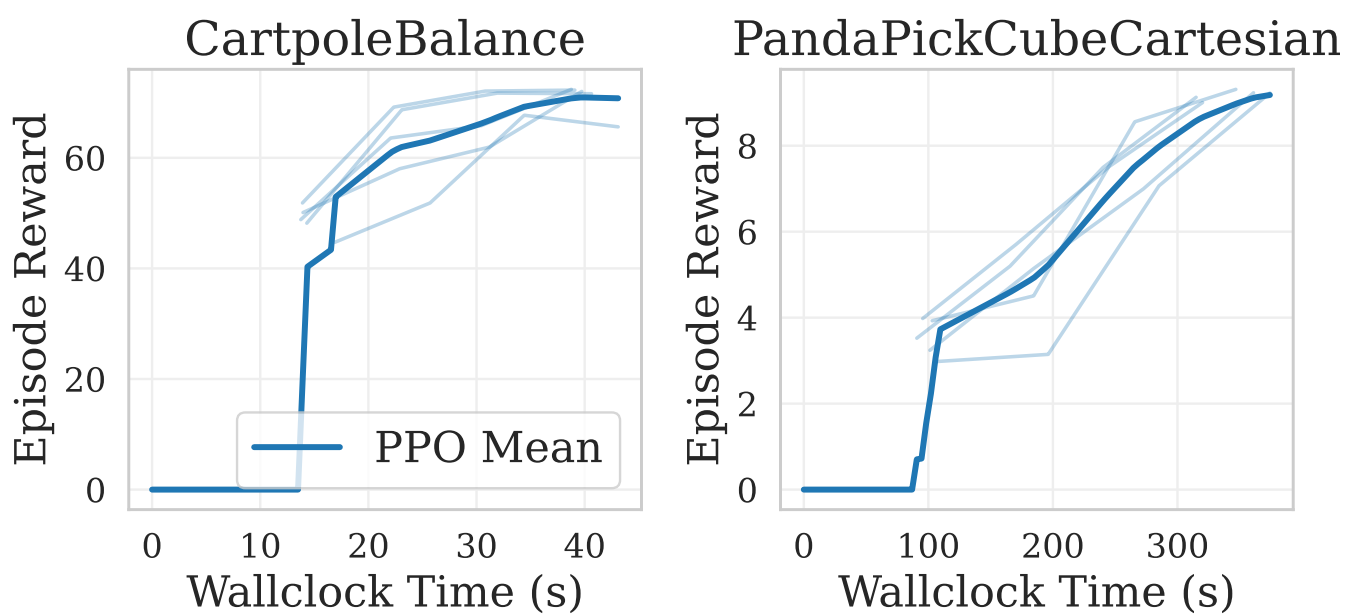 CartpoleBalance
Episode Reward
60
40
20
0
PPO Mean
0 10 20 30 40
Wallclock Time (s)
PandaPickCubeCartesian
Episode Reward
8
6
4
2
0
0 100 200 300
Wallclock Time (s)